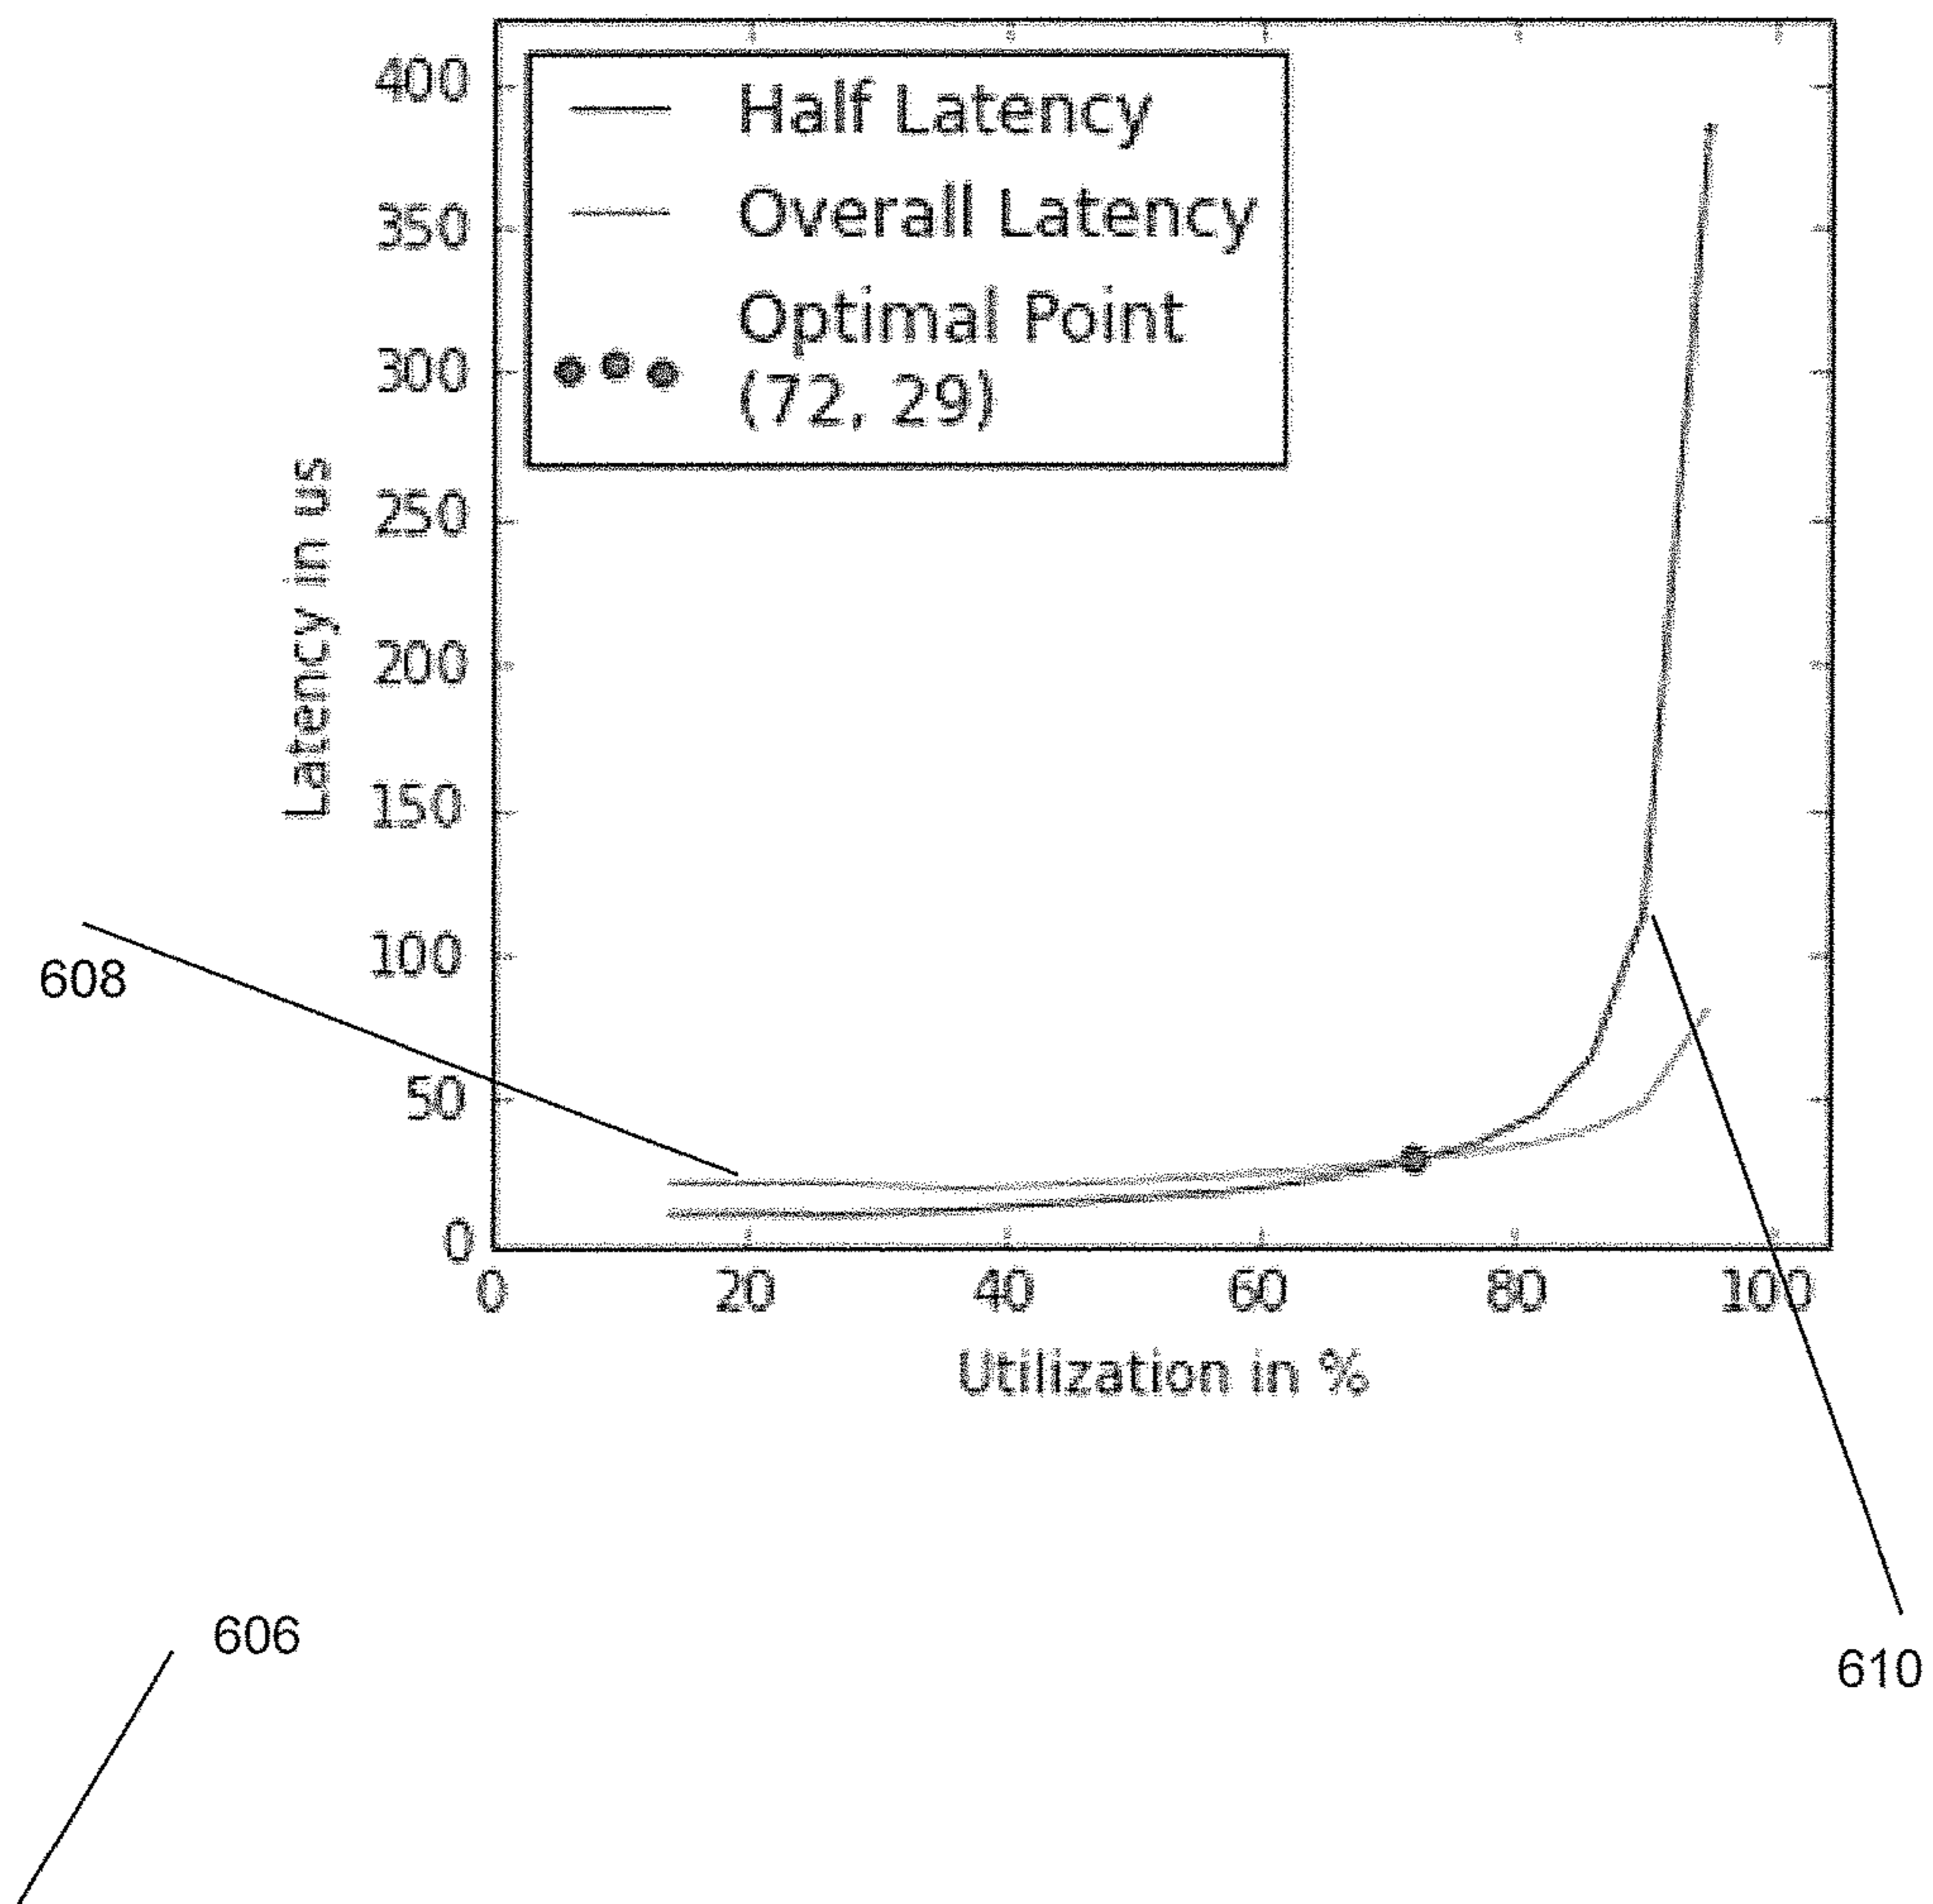 400
350
300
250
200
150
100
50
0
Latency in us
Half Latency
Overall Latency
Optimal Point
(72, 29)
0 20 40 60 80 100
Utilization in %
608
606
610